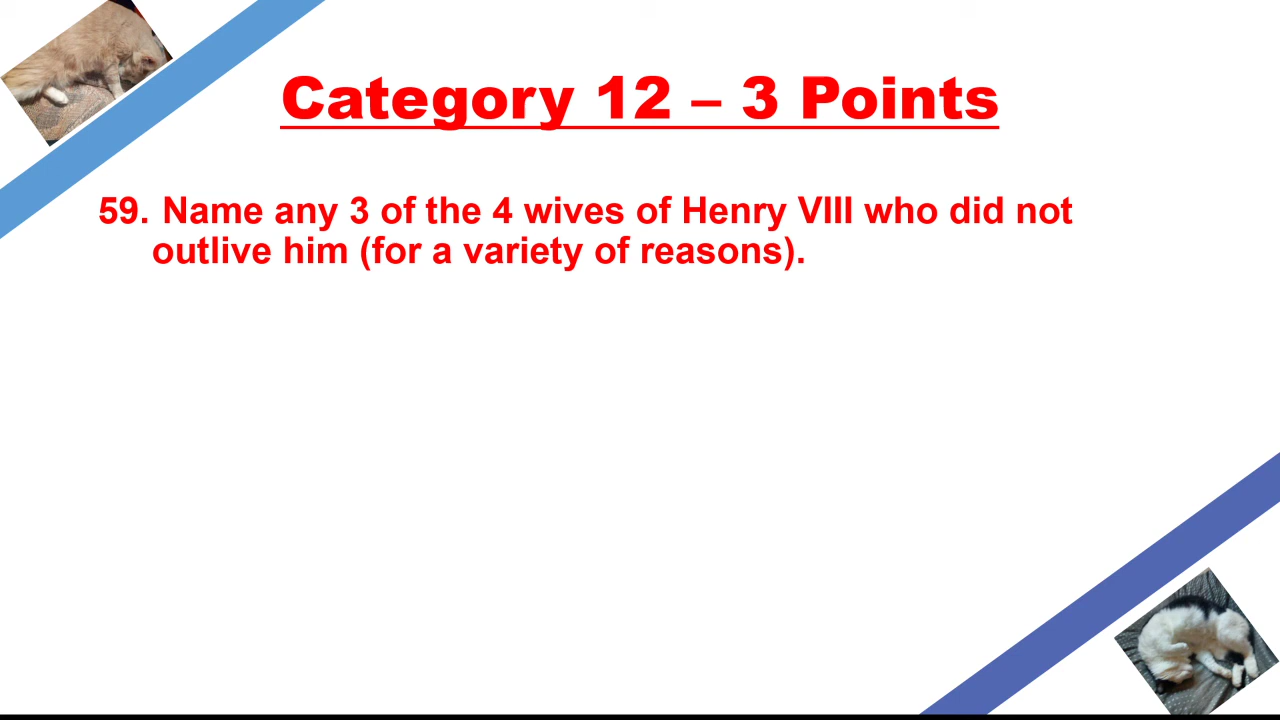 Category 12 – 3 Points
59. Name any 3 of the 4 wives of Henry VIII who did not
outlive him (for a variety of reasons).